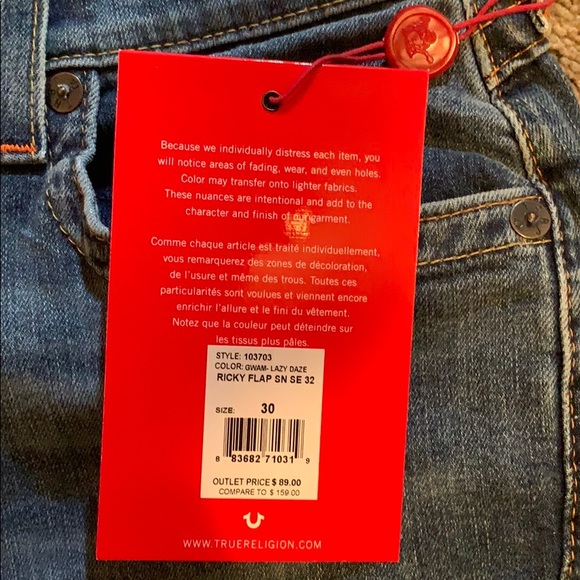 Because we individually distress each item, you
will notice areas of fading, wear, and even holes.
Color may transfer onto lighter fabrics.
These nuances are intentional and add to the
character and finish of our garment.
Comme chaque article est traité individuellement,
vous remarquerez des zones de décoloration,
de l'usure et même des trous. Toutes ces
particularités sont voulues et viennent encore
enrichir l'allure et le fini du vêtement.
Notez que la couleur peut déteindre sur
les tissus plus pâles.
STYLE: 103703
COLOR: GWAM- LAZY DAZE
RICKY FLAP SN SE 32
SIZE: 30
8 83682 71031 9
OUTLET PRICE $ 89.00
COMPARE TO $ 159.00
WWW.TRUERELIGION.COM